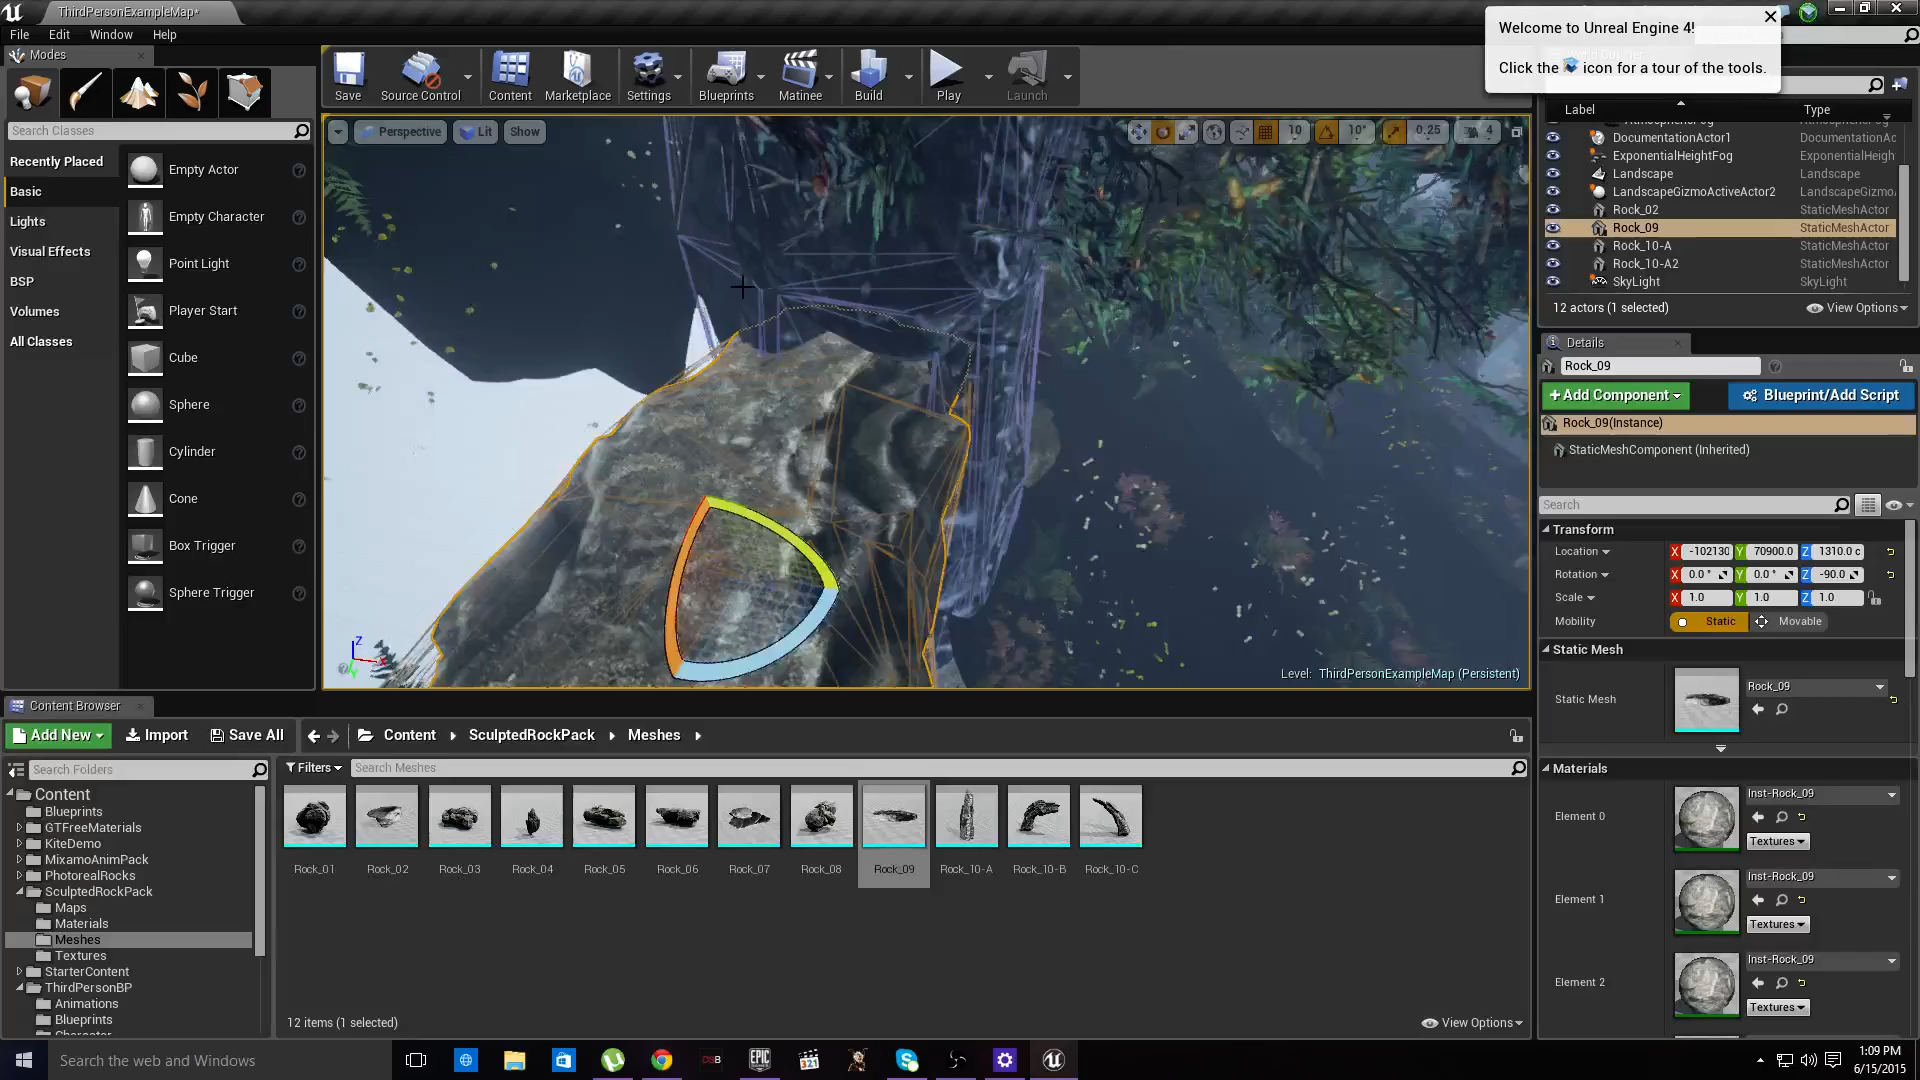 ThirdPersonExampleMap*
File Edit Window Help
Modes
Search Classes
Recently Placed
Basic
Lights
Visual Effects
BSP
Volumes
All Classes
Empty Actor
Empty Character
Point Light
Player Start
Cube
Sphere
Cylinder
Cone
Box Trigger
Sphere Trigger
Save
Source Control
Content
Marketplace
Settings
Blueprints
Matinee
Build
Play
Launch
Perspective Lit Show
10 10° 0.25 4
Level: ThirdPersonExampleMap (Persistent)
Welcome to Unreal Engine 4!
Click the icon for a tour of the tools.
Label Type
DocumentationActor1 DocumentationAc
ExponentialHeightFog ExponentialHeigh
Landscape Landscape
LandscapeGizmoActiveActor2 LandscapeGizmo
Rock_02 StaticMeshActor
Rock_09 StaticMeshActor
Rock_10-A StaticMeshActor
Rock_10-A2 StaticMeshActor
SkyLight SkyLight
12 actors (1 selected) View Options
Details
Rock_09
+Add Component Blueprint/Add Script
Rock_09(Instance)
StaticMeshComponent (Inherited)
Search
Transform
Location X -102130 Y 70900.0 Z 1310.0 c
Rotation X 0.0 ° Y 0.0 ° Z -90.0
Scale X 1.0 Y 1.0 Z 1.0
Mobility Static Movable
Static Mesh
Static Mesh Rock_09
Materials
Element 0 Inst-Rock_09
Textures
Element 1 Inst-Rock_09
Textures
Element 2 Inst-Rock_09
Textures
Content Browser
Add New Import Save All Content SculptedRockPack Meshes
Search Folders
Filters Search Meshes
Content
Blueprints
GTFreeMaterials
KiteDemo
MixamoAnimPack
PhotorealRocks
SculptedRockPack
Maps
Materials
Meshes
Textures
StarterContent
ThirdPersonBP
Animations
Blueprints
Rock_01 Rock_02 Rock_03 Rock_04 Rock_05 Rock_06 Rock_07 Rock_08 Rock_09 Rock_10-A Rock_10-B Rock_10-C
12 items (1 selected) View Options
Search the web and Windows
EPIC
321
1:09 PM
6/15/2015